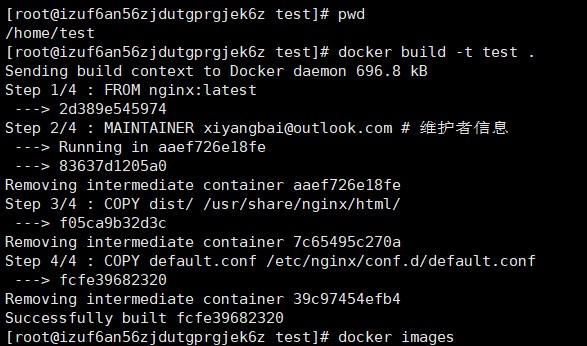 [root@izuf6an56zjdutgprgjek6z test]# pwd
/home/test
[root@izuf6an56zjdutgprgjek6z test]# docker build -t test .
Sending build context to Docker daemon 696.8 kB
Step 1/4 : FROM nginx:latest
 ---> 2d389e545974
Step 2/4 : MAINTAINER xiyangbai@outlook.com # 维护者信息
 ---> Running in aaef726e18fe
 ---> 83637d1205a0
Removing intermediate container aaef726e18fe
Step 3/4 : COPY dist/ /usr/share/nginx/html/
 ---> f05ca9b32d3c
Removing intermediate container 7c65495c270a
Step 4/4 : COPY default.conf /etc/nginx/conf.d/default.conf
 ---> fcfe39682320
Removing intermediate container 39c97454efb4
Successfully built fcfe39682320
[root@izuf6an56zjdutgprgjek6z test]# docker images